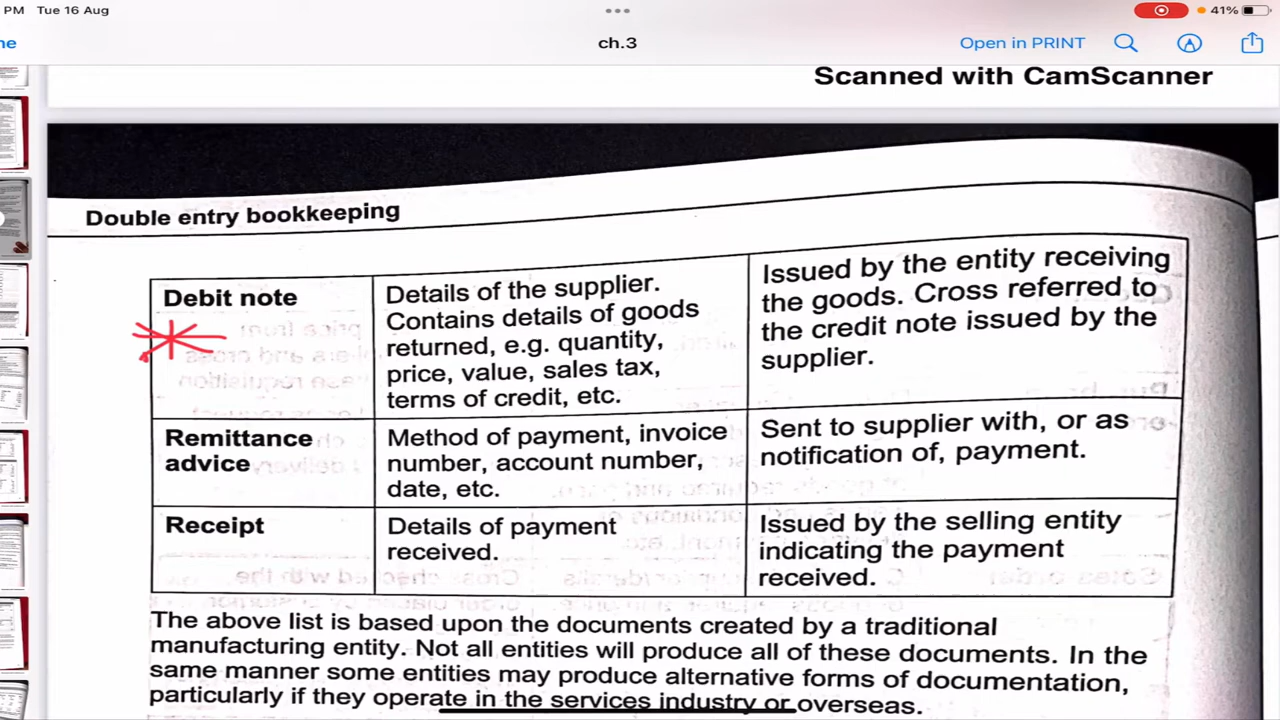 PM Tue 16 Aug
41%
ne
ch.3
Open in PRINT
Scanned with CamScanner
Double entry bookkeeping
Debit note
Details of the supplier.
Contains details of goods
returned, e.g. quantity,
price, value, sales tax,
terms of credit, etc.
Issued by the entity receiving
the goods. Cross referred to
the credit note issued by the
supplier.
Remittance
advice
Method of payment, invoice
number, account number,
date, etc.
Sent to supplier with, or as
notification of, payment.
Receipt
Details of payment
received.
Issued by the selling entity
indicating the payment
received.
The above list is based upon the documents created by a traditional
manufacturing entity. Not all entities will produce all of these documents. In the
same manner some entities may produce alternative forms of documentation,
particularly if they operate in the services industry or overseas.